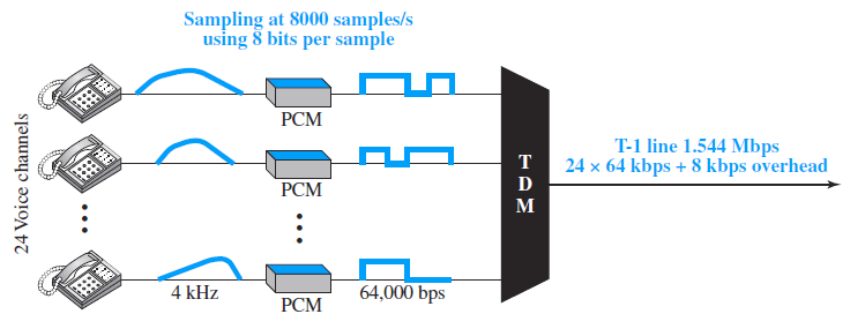 Sampling at 8000 samples/s
using 8 bits per sample
24 Voice channels
PCM
PCM
PCM
4 kHz
64,000 bps
T
D
M
T-1 line 1.544 Mbps
24 × 64 kbps + 8 kbps overhead